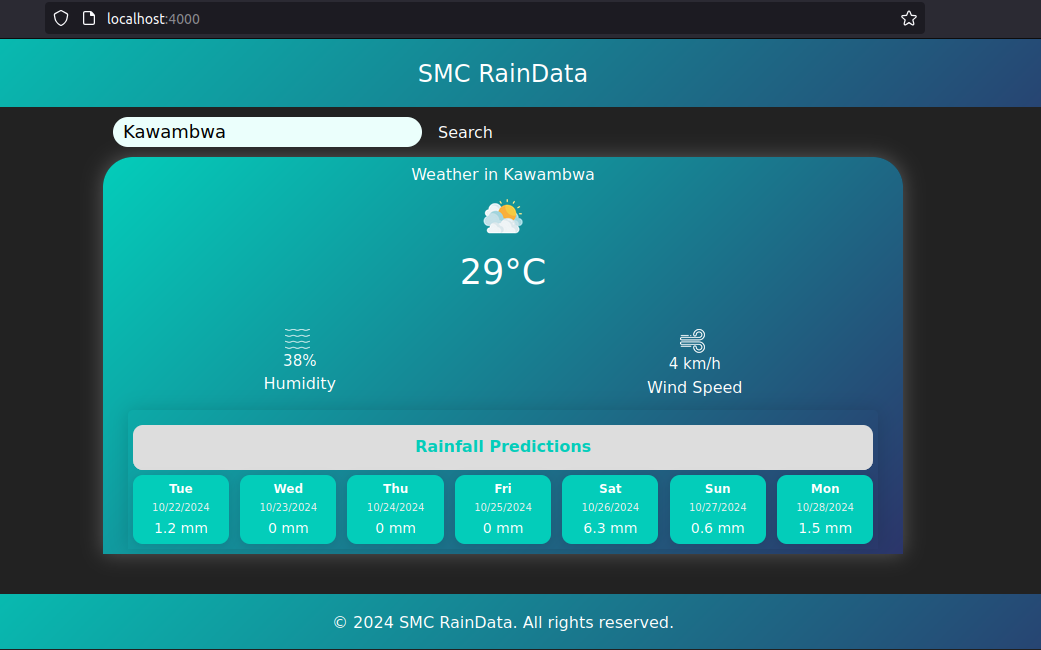 localhost:4000
SMC RainData
Kawambwa Search
Weather in Kawambwa
29°C
38% 4 km/h
Humidity Wind Speed
Rainfall Predictions
Tue Wed Thu Fri Sat Sun Mon
10/22/2024 10/23/2024 10/24/2024 10/25/2024 10/26/2024 10/27/2024 10/28/2024
1.2 mm 0 mm 0 mm 0 mm 6.3 mm 0.6 mm 1.5 mm
© 2024 SMC RainData. All rights reserved.